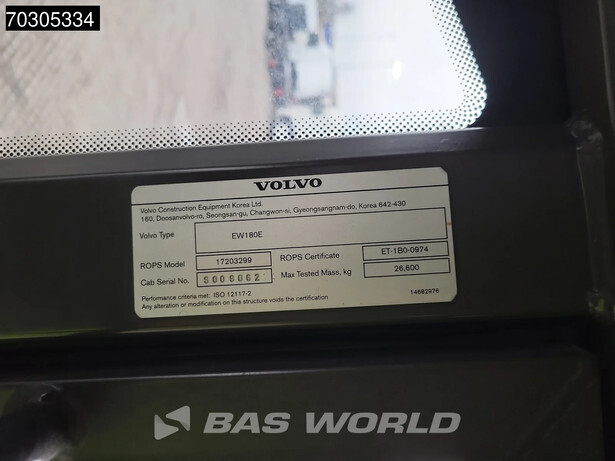 70305334
VOLVO
Volvo Construction Equipment Korea Ltd.
160, Doosanvolvo-ro, Seongsan-gu, Changwon-si, Gyeongsangnam-do, Korea 642-430
Volvo Type EW180E
ROPS Model 17203299 ROPS Certificate ET-1B0-0974
Cab Serial No. S009062 Max Tested Mass, kg 26,600
Performance criteria met: ISO 12117-2
Any altering or modification on this structure voids the certification 14682976
BAS WORLD